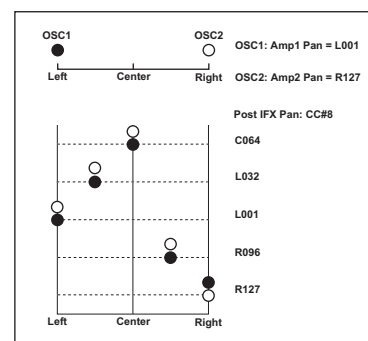 OSC1 OSC2
OSC1: Amp1 Pan = L001
Left Center Right
OSC2: Amp2 Pan = R127
Post IFX Pan: CC#8
C064
L032
L001
R096
R127
Left Center Right